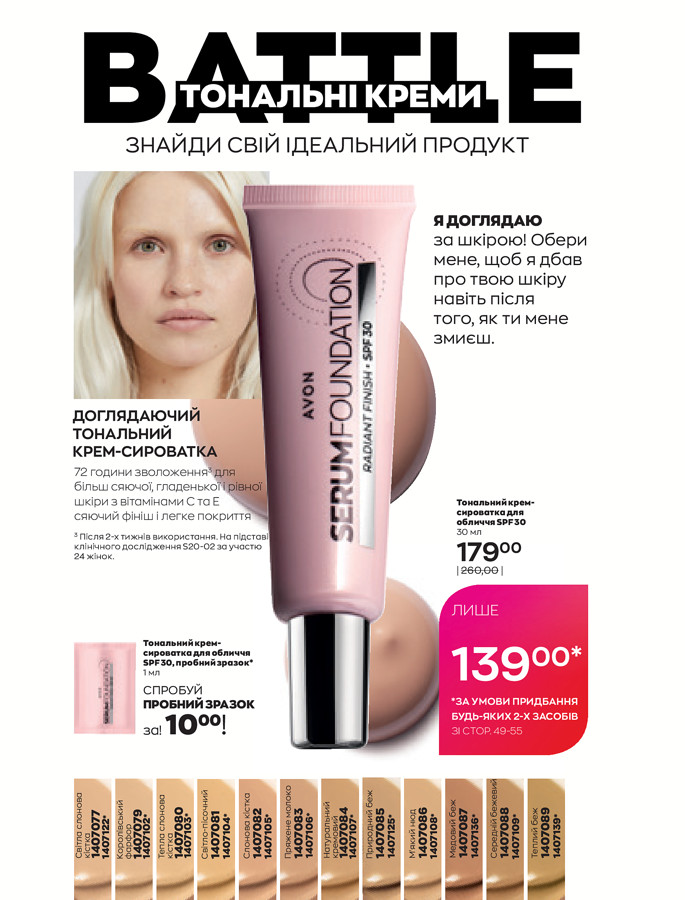 BATTLE
ТОНАЛЬНІ КРЕМИ
ЗНАЙДИ СВІЙ ІДЕАЛЬНИЙ ПРОДУКТ
Я ДОГЛЯДАЮ
за шкірою! Обери
мене, щоб я дбав
про твою шкіру
навіть після
того, як ти мене
змиєш.
AVON
SERUM FOUNDATION
RADIANT FINISH • SPF 30
ДОГЛЯДАЮЧИЙ
ТОНАЛЬНИЙ
КРЕМ-СИРОВАТКА
72 години зволоження³ для
більш сяючої, гладенької і рівної
шкіри з вітамінами С та Е
сяючий фініш і легке покриття
³ Після 2-х тижнів використання. На підставі
клінічного дослідження S20-02 за участю
24 жінок.
Тональний крем-
сироватка для
обличчя SPF 30
30 мл
179⁰⁰
| 260,00 |
ЛИШЕ
139⁰⁰*
*ЗА УМОВИ ПРИДБАННЯ
БУДЬ-ЯКИХ 2-Х ЗАСОБІВ
ЗІ СТОР. 49-55
Тональний крем-
сироватка для обличчя
SPF 30, пробний зразок*
1 мл
СПРОБУЙ
ПРОБНИЙ ЗРАЗОК
за! 10⁰⁰!
SERUM FOUNDATION
Світла слонова
кістка
1407077
1407122*
Королівський
фарфор
1407079
1407102*
Тепла слонова
кістка
1407080
1407103*
Світло-пісочний
1407081
1407104*
Слонова кістка
1407082
1407105*
Пряжене молоко
1407083
1407106*
Натуральний
кремовий
1407084
1407107*
Природний беж
1407085
1407125*
М'який нюд
1407086
1407108*
Медовий беж
1407087
1407136*
Середній бежевий
1407088
1407109*
Теплий беж
1407089
1407139*